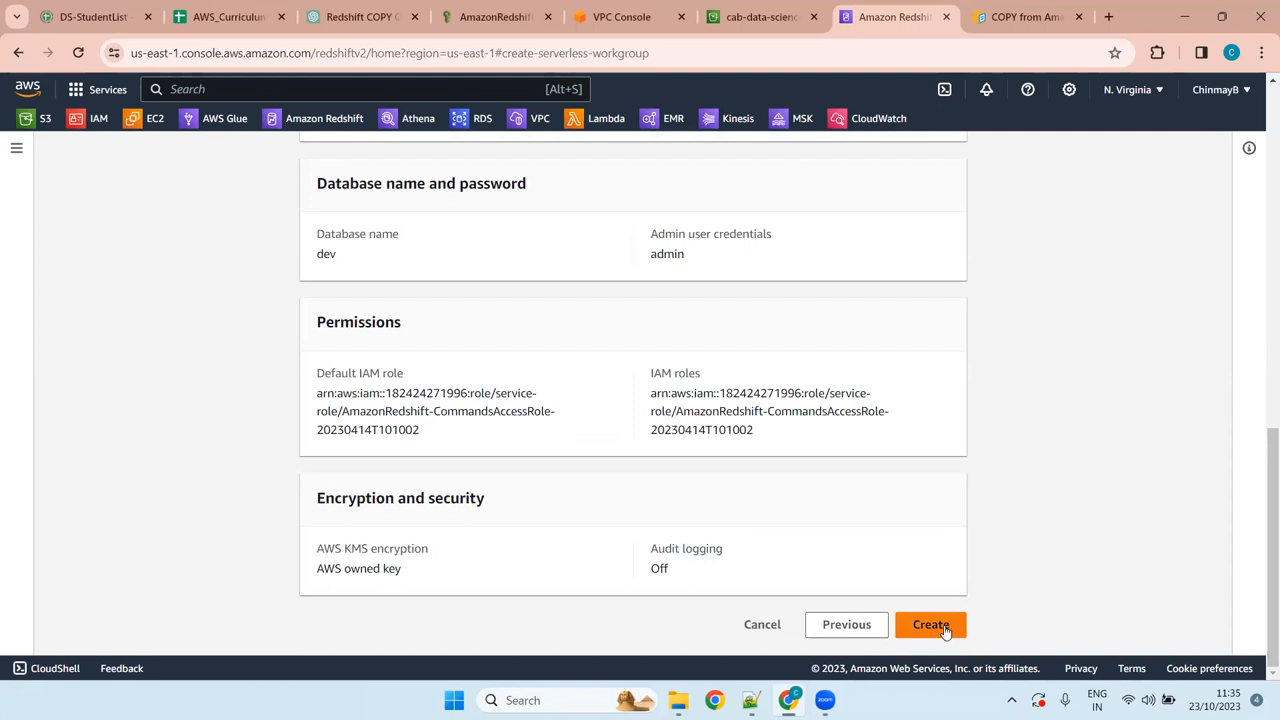 DS-StudentList
AWS_Curriculun
Redshift COPY C
AmazonRedshift
VPC Console
cab-data-scienc
Amazon Redshi
COPY from Ama
us-east-1.console.aws.amazon.com/redshiftv2/home?region=us-east-1#create-serverless-workgroup
C
aws
Services
Search
[Alt+S]
N. Virginia
ChinmayB
S3
IAM
EC2
AWS Glue
Amazon Redshift
Athena
RDS
VPC
Lambda
EMR
Kinesis
MSK
CloudWatch
Database name and password
Database name
dev
Admin user credentials
admin
Permissions
Default IAM role
arn:aws:iam::182424271996:role/service-
role/AmazonRedshift-CommandsAccessRole-
20230414T101002
IAM roles
arn:aws:iam::182424271996:role/service-
role/AmazonRedshift-CommandsAccessRole-
20230414T101002
Encryption and security
AWS KMS encryption
AWS owned key
Audit logging
Off
Cancel
Previous
Create
CloudShell
Feedback
© 2023, Amazon Web Services, Inc. or its affiliates.
Privacy
Terms
Cookie preferences
Search
C
ENG
IN
11:35
23/10/2023
4